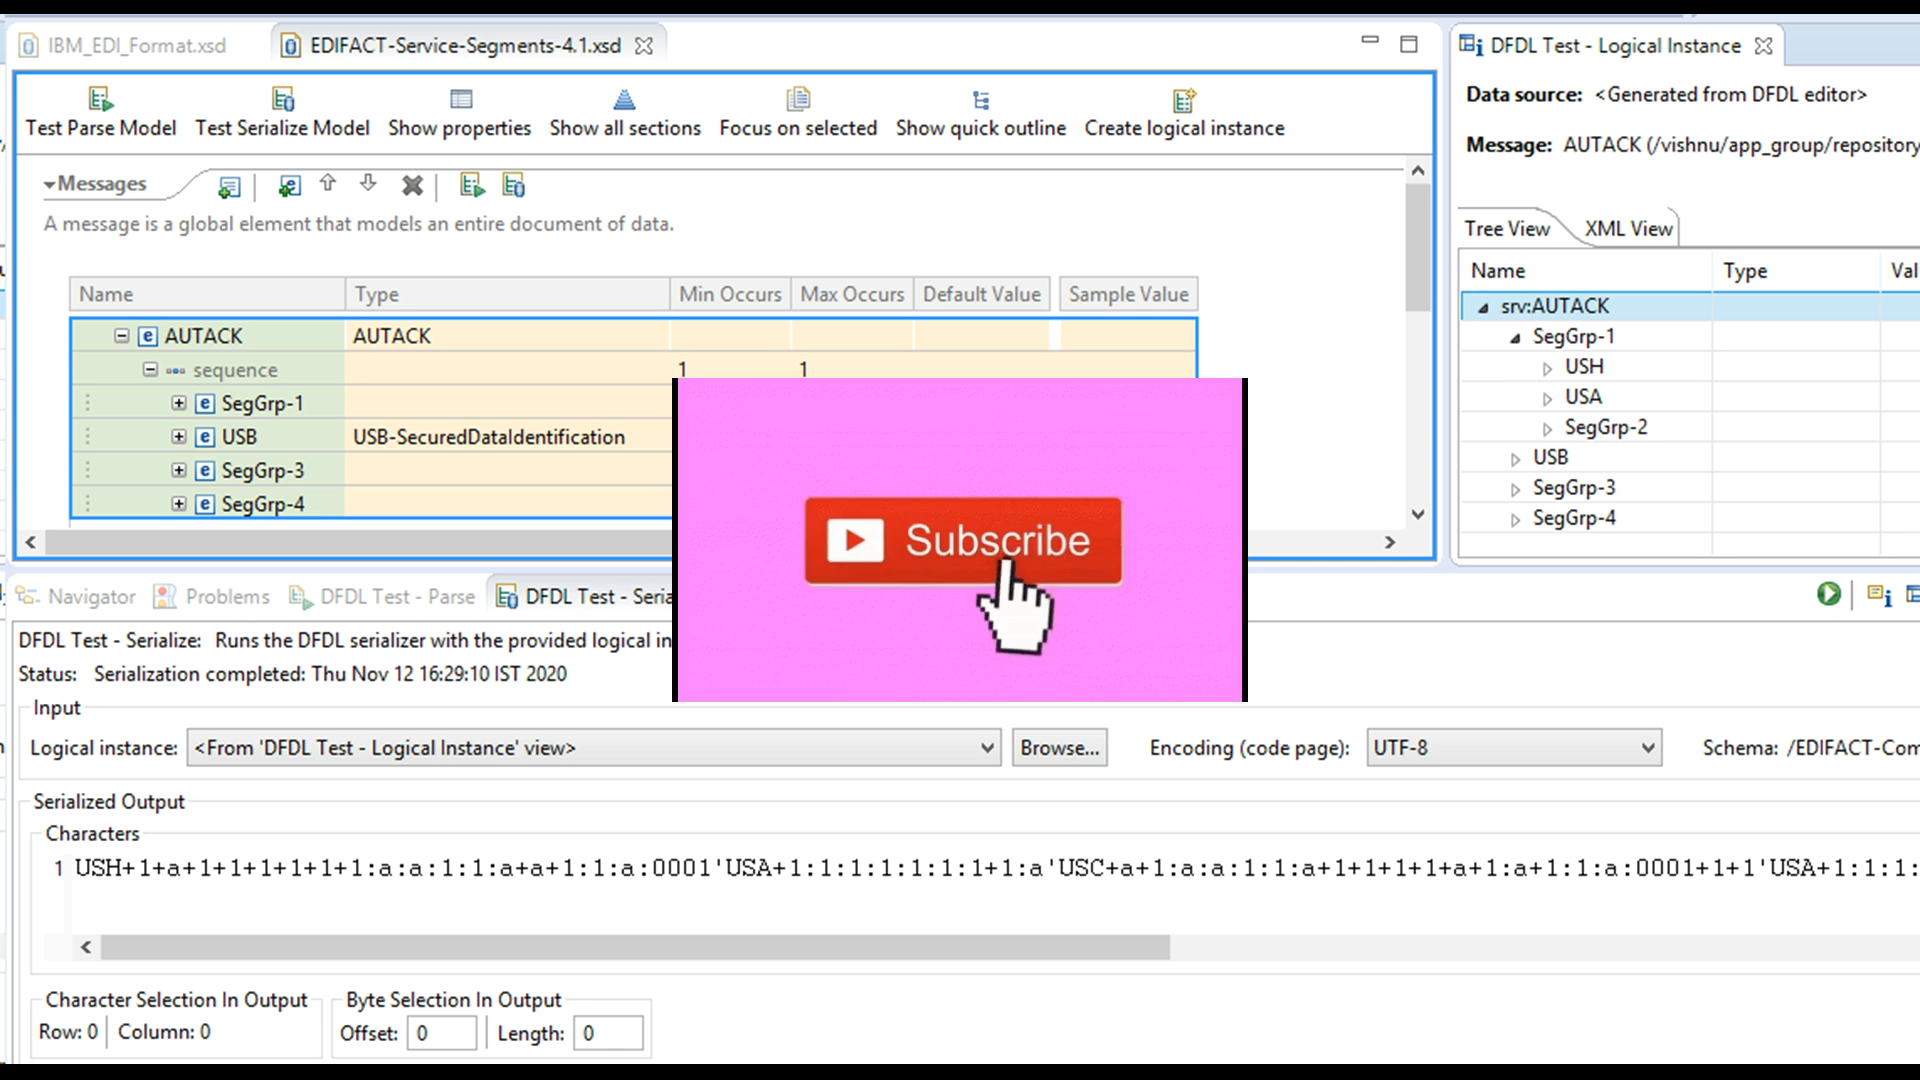 IBM_EDI_Format.xsd
EDIFACT-Service-Segments-4.1.xsd
DFDL Test - Logical Instance
Test Parse Model
Test Serialize Model
Show properties
Show all sections
Focus on selected
Show quick outline
Create logical instance
Data source: <Generated from DFDL editor>
Message: AUTACK (/vishnu/app_group/repository
Messages
A message is a global element that models an entire document of data.
Name Type Min Occurs Max Occurs Default Value Sample Value
AUTACK AUTACK
sequence 1 1
SegGrp-1
USB USB-SecuredDataIdentification
SegGrp-3
SegGrp-4
Tree View
XML View
Name Type Val
srv:AUTACK
SegGrp-1
USH
USA
SegGrp-2
USB
SegGrp-3
SegGrp-4
Subscribe
Navigator
Problems
DFDL Test - Parse
DFDL Test - Seria
DFDL Test - Serialize: Runs the DFDL serializer with the provided logical in
Status: Serialization completed: Thu Nov 12 16:29:10 IST 2020
Input
Logical instance: <From 'DFDL Test - Logical Instance' view> Browse... Encoding (code page): UTF-8 Schema: /EDIFACT-Com
Serialized Output
Characters
1 USH+1+a+1+1+1+1+1+1:a:a:1:1:a+a+1:1:a:0001'USA+1:1:1:1:1:1:1+1:a'USC+a+1:a:a:1:1:a+1+1+1+1+a+1:a+1:1:a:0001+1+1'USA+1:1:1:
Character Selection In Output
Row: 0 Column: 0
Byte Selection In Output
Offset: 0 Length: 0